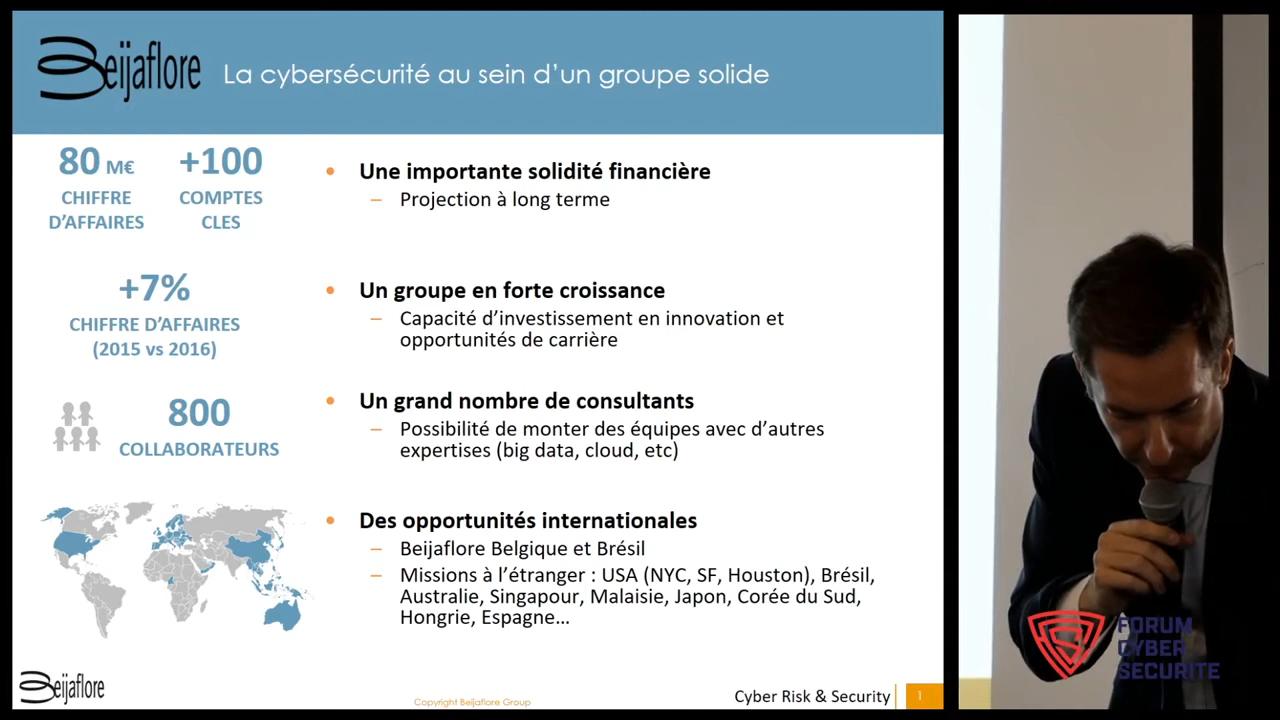 Beijaflore
La cybersécurité au sein d’un groupe solide
80 M€
CHIFFRE
D’AFFAIRES
+100
COMPTES
CLES
• Une importante solidité financière
– Projection à long terme
+7%
CHIFFRE D’AFFAIRES
(2015 vs 2016)
• Un groupe en forte croissance
– Capacité d’investissement en innovation et
opportunités de carrière
800
COLLABORATEURS
• Un grand nombre de consultants
– Possibilité de monter des équipes avec d’autres
expertises (big data, cloud, etc)
• Des opportunités internationales
– Beijaflore Belgique et Brésil
– Missions à l’étranger : USA (NYC, SF, Houston), Brésil,
Australie, Singapour, Malaisie, Japon, Corée du Sud,
Hongrie, Espagne…
Beijaflore
Copyright Beijaflore Group
Cyber Risk & Security
1
FORUM
CYBER
SECURITE